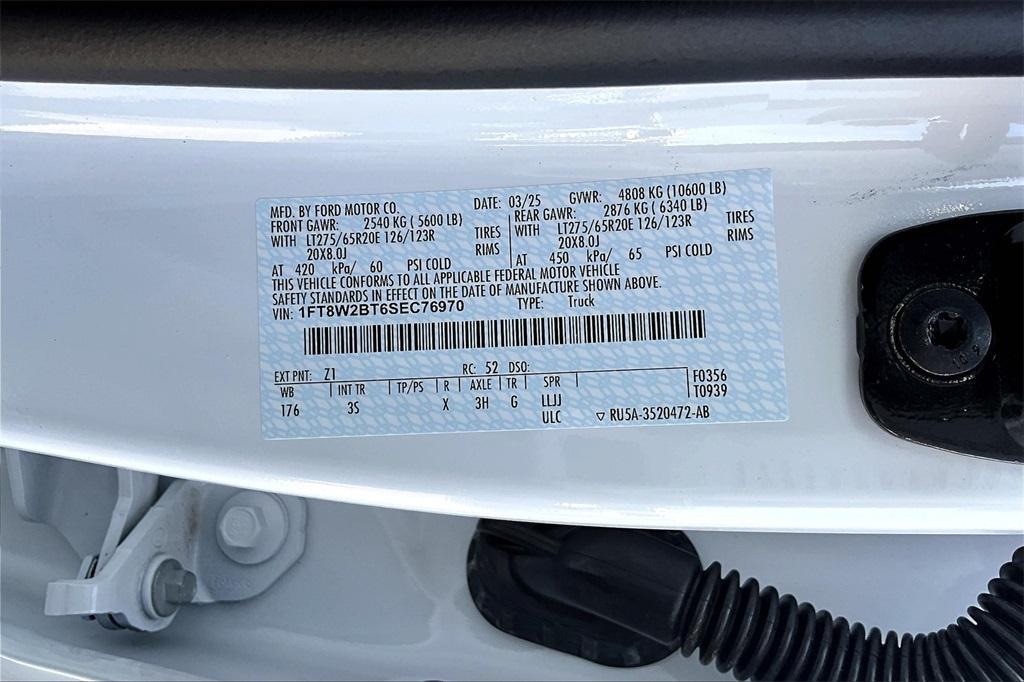 MFD. BY FORD MOTOR CO. DATE: 03/25 GVWR: 4808 KG (10600 LB)
FRONT GAWR: 2540 KG ( 5600 LB) REAR GAWR: 2876 KG ( 6340 LB)
WITH LT275/65R20E 126/123R TIRES WITH LT275/65R20E 126/123R TIRES
20X8.0J RIMS 20X8.0J RIMS
AT 420 kPa/ 60 PSI COLD AT 450 kPa/ 65 PSI COLD
THIS VEHICLE CONFORMS TO ALL APPLICABLE FEDERAL MOTOR VEHICLE
SAFETY STANDARDS IN EFFECT ON THE DATE OF MANUFACTURE SHOWN ABOVE.
VIN: 1FT8W2BT6SEC76970 TYPE: Truck
EXT PNT: Z1 RC: 52 DSO:
WB INT TR TP/PS R AXLE TR SPR F0356
176 3S X 3H G LLJJ T0939
ULC ▽ RU5A-3520472-AB
10.9